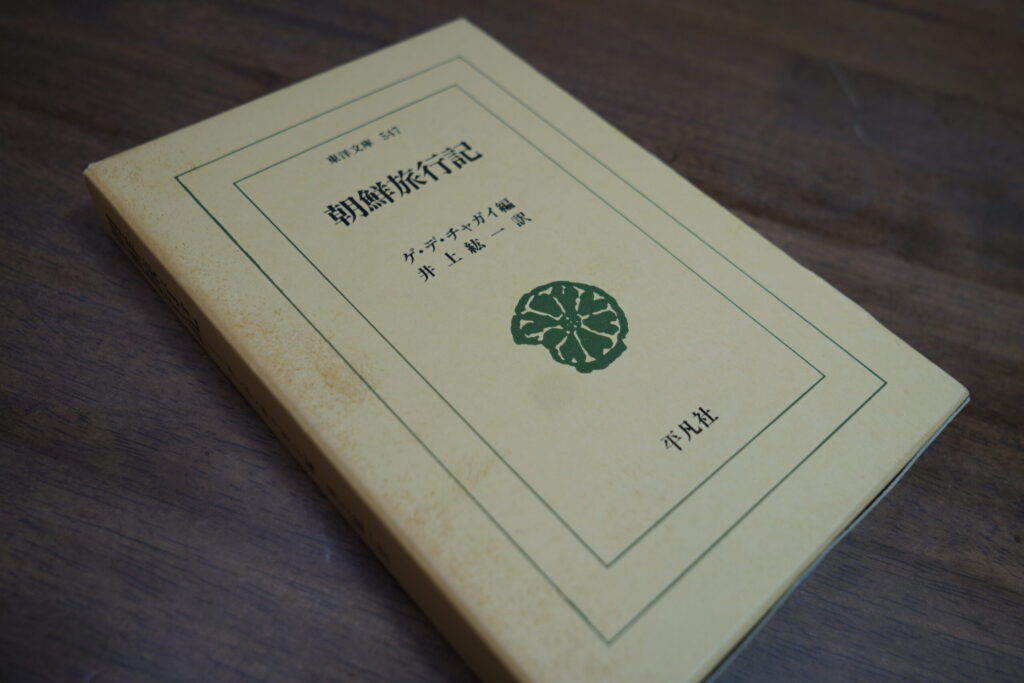 東洋文庫 547
朝鮮旅行記
ゲ・デ・チャガイ編
井上紘一訳
平凡社